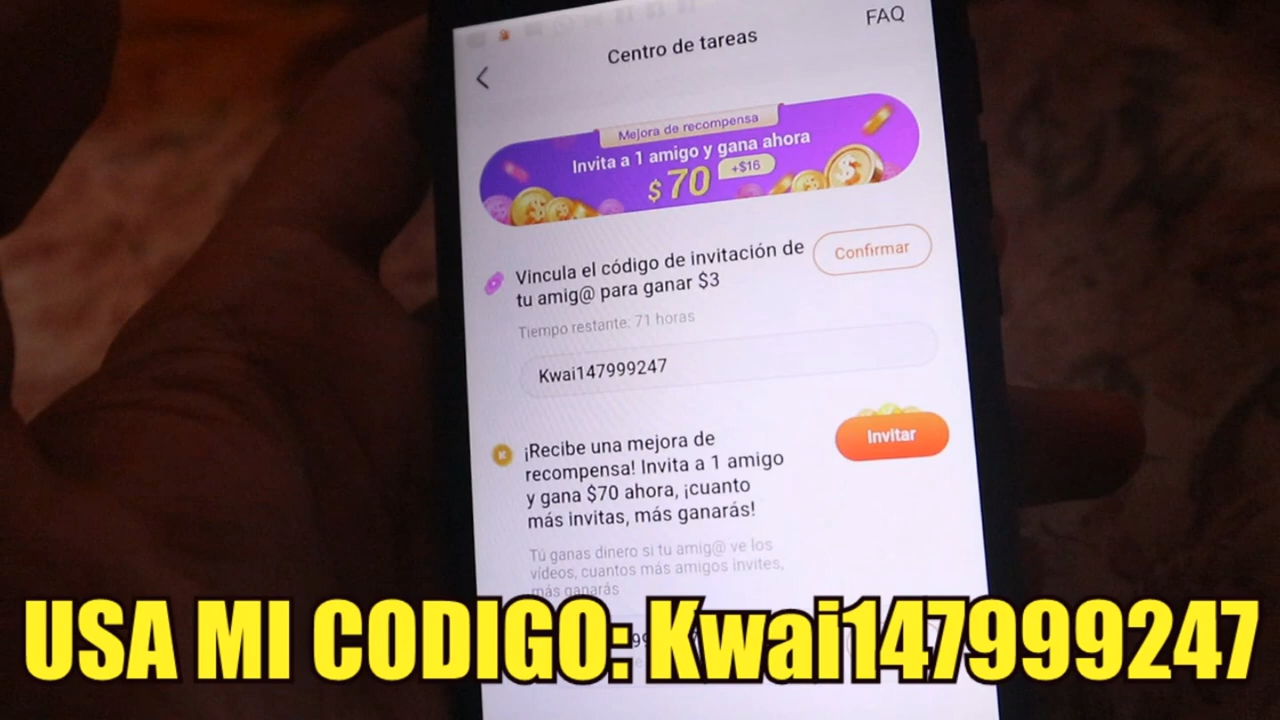 FAQ
Centro de tareas
Mejora de recompensa
Invita a 1 amigo y gana ahora
$70 +$16
Vincula el código de invitación de
tu amig@ para ganar $3
Confirmar
Tiempo restante: 71 horas
Kwai147999247
¡Recibe una mejora de
recompensa! Invita a 1 amigo
y gana $70 ahora, ¡cuanto
más invitas, más ganarás!
Invitar
Tú ganas dinero si tu amig@ ve los
vídeos, cuantos más amigos invites,
más ganarás
USA MI CODIGO: Kwai147999247